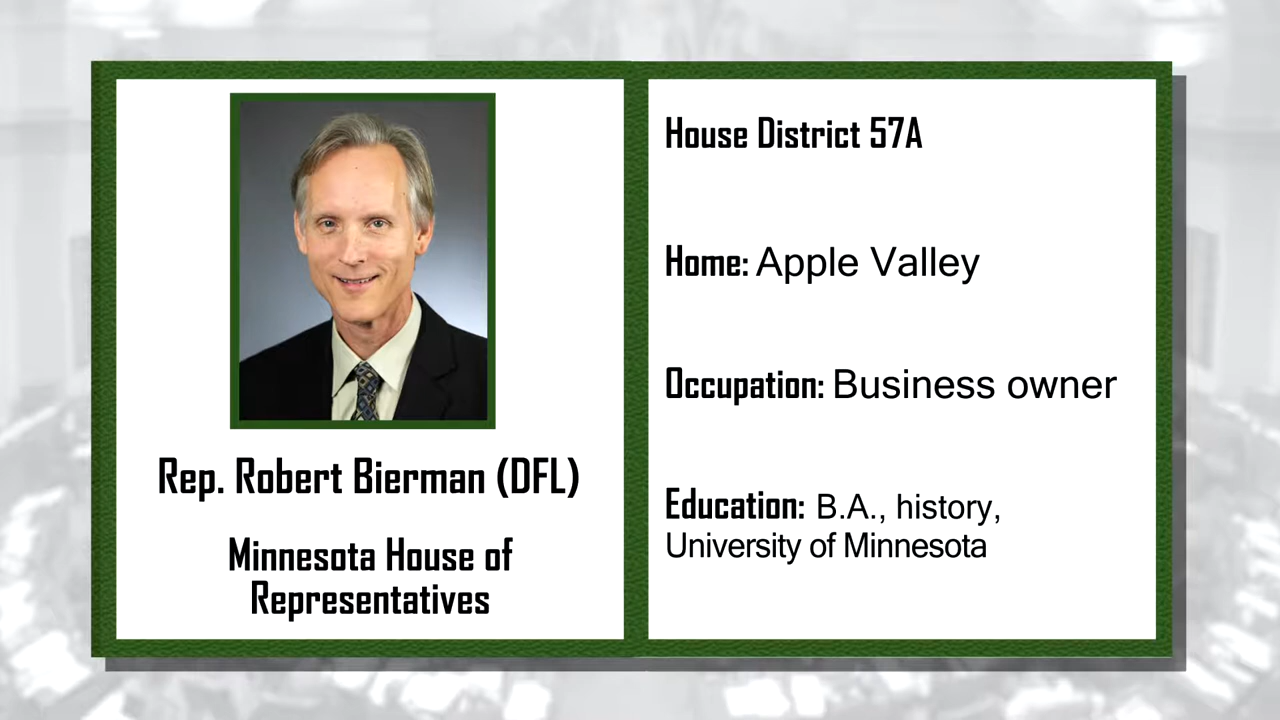 Rep. Robert Bierman (DFL)
Minnesota House of
Representatives
House District 57A
Home: Apple Valley
Occupation: Business owner
Education: B.A., history,
University of Minnesota